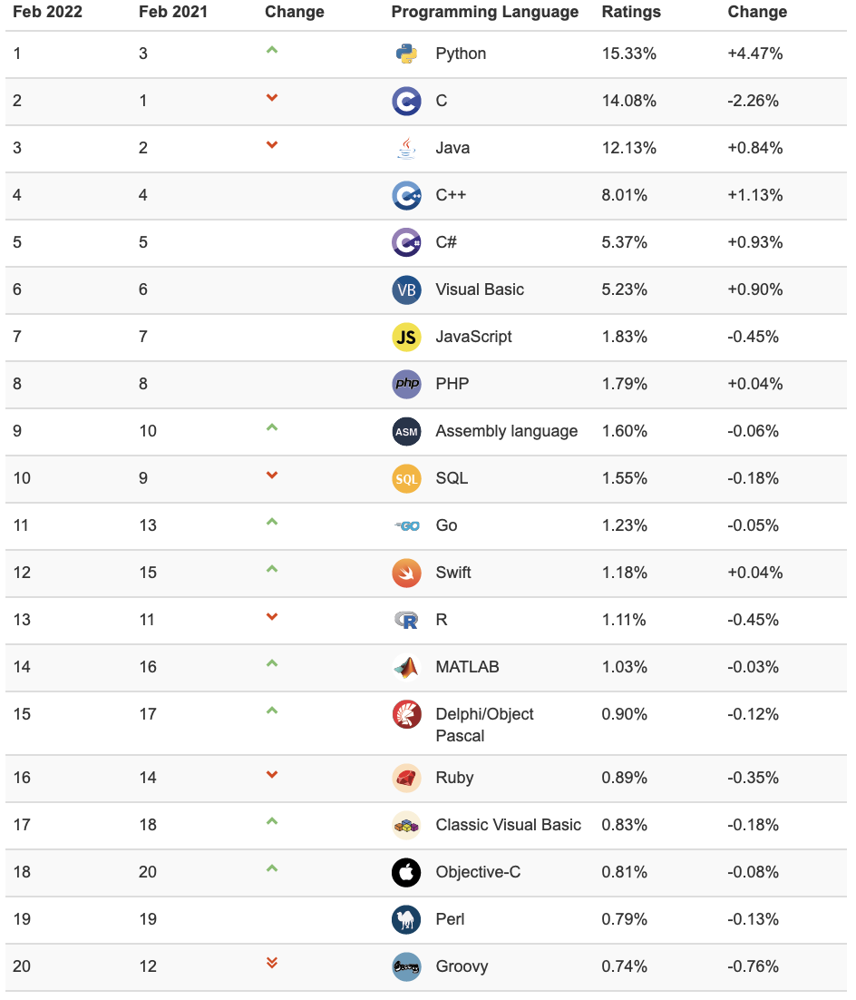 Feb 2022 Feb 2021 Change Programming Language Ratings Change
1 3 Python 15.33% +4.47%
2 1 C 14.08% -2.26%
3 2 Java 12.13% +0.84%
4 4 C++ 8.01% +1.13%
5 5 C# 5.37% +0.93%
6 6 VB Visual Basic 5.23% +0.90%
7 7 JS JavaScript 1.83% -0.45%
8 8 php PHP 1.79% +0.04%
9 10 ASM Assembly language 1.60% -0.06%
10 9 SQL SQL 1.55% -0.18%
11 13 GO Go 1.23% -0.05%
12 15 Swift 1.18% +0.04%
13 11 R R 1.11% -0.45%
14 16 MATLAB 1.03% -0.03%
15 17 Delphi/Object 0.90% -0.12%
Pascal
16 14 Ruby 0.89% -0.35%
17 18 Classic Visual Basic 0.83% -0.18%
18 20 Objective-C 0.81% -0.08%
19 19 Perl 0.79% -0.13%
20 12 Groovy 0.74% -0.76%